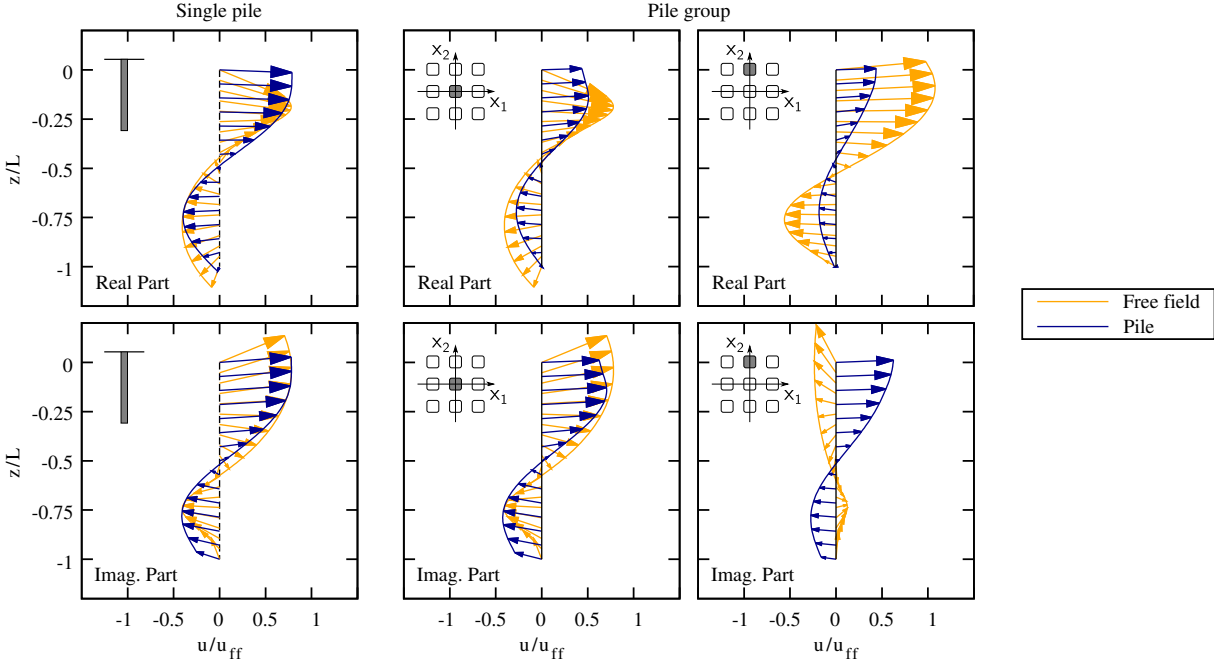 Single pile
Pile group
z/L
0
-0.25
-0.5
-0.75
-1
Real Part
X2
X1
Real Part
X2
X1
Real Part
Free field
Pile
z/L
0
-0.25
-0.5
-0.75
-1
Imag. Part
X2
X1
Imag. Part
X2
X1
Imag. Part
-1 -0.5 0 0.5 1
-1 -0.5 0 0.5 1
-1 -0.5 0 0.5 1
u/uff
u/uff
u/uff